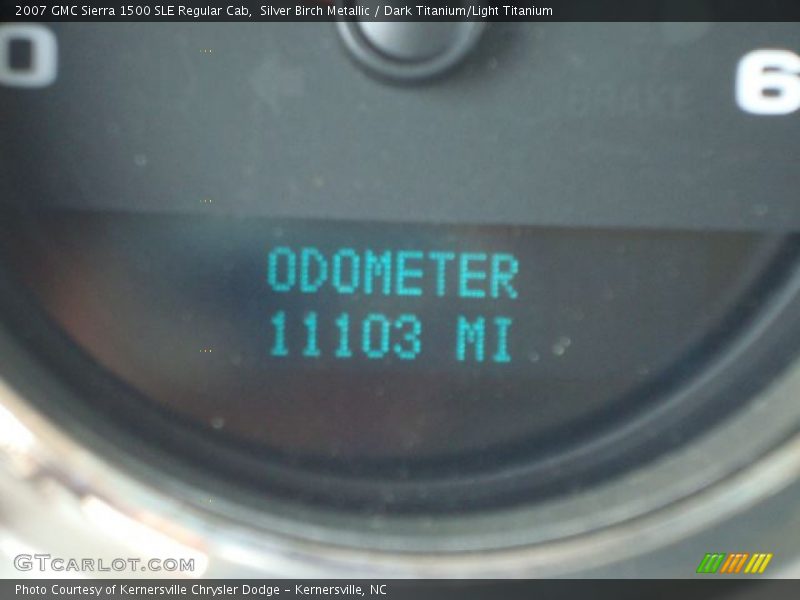 2007 GMC Sierra 1500 SLE Regular Cab, Silver Birch Metallic / Dark Titanium/Light Titanium
0 6
BRAKE
ODOMETER
11103 MI
GTCARLOT.COM
Photo Courtesy of Kernersville Chrysler Dodge - Kernersville, NC